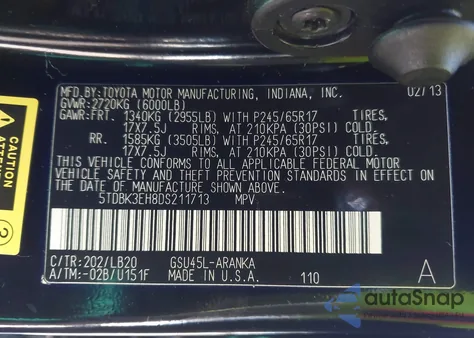 MFD.BY:TOYOTA MOTOR MANUFACTURING, INDIANA, INC. 02/13
GVWR:2720KG (6000LB)
GAWR:FRT. 1340KG (2955LB) WITH P245/65R17 TIRES,
17X7.5J RIMS, AT 210KPA (30PSI) COLD.
RR. 1585KG (3505LB) WITH P245/65R17 TIRES,
17X7.5J RIMS, AT 210KPA (30PSI) COLD.
THIS VEHICLE CONFORMS TO ALL APPLICABLE FEDERAL MOTOR
VEHICLE SAFETY AND THEFT PREVENTION STANDARDS IN EFFECT ON
THE DATE OF MANUFACTURE SHOWN ABOVE.
5TDBK3EH8DS211713 MPV
C/TR:202/LB20 GSU45L-ARANKA
A/TM:-02B/U151F MADE IN U.S.A. 110 A
CAUTION
2
autoSnap